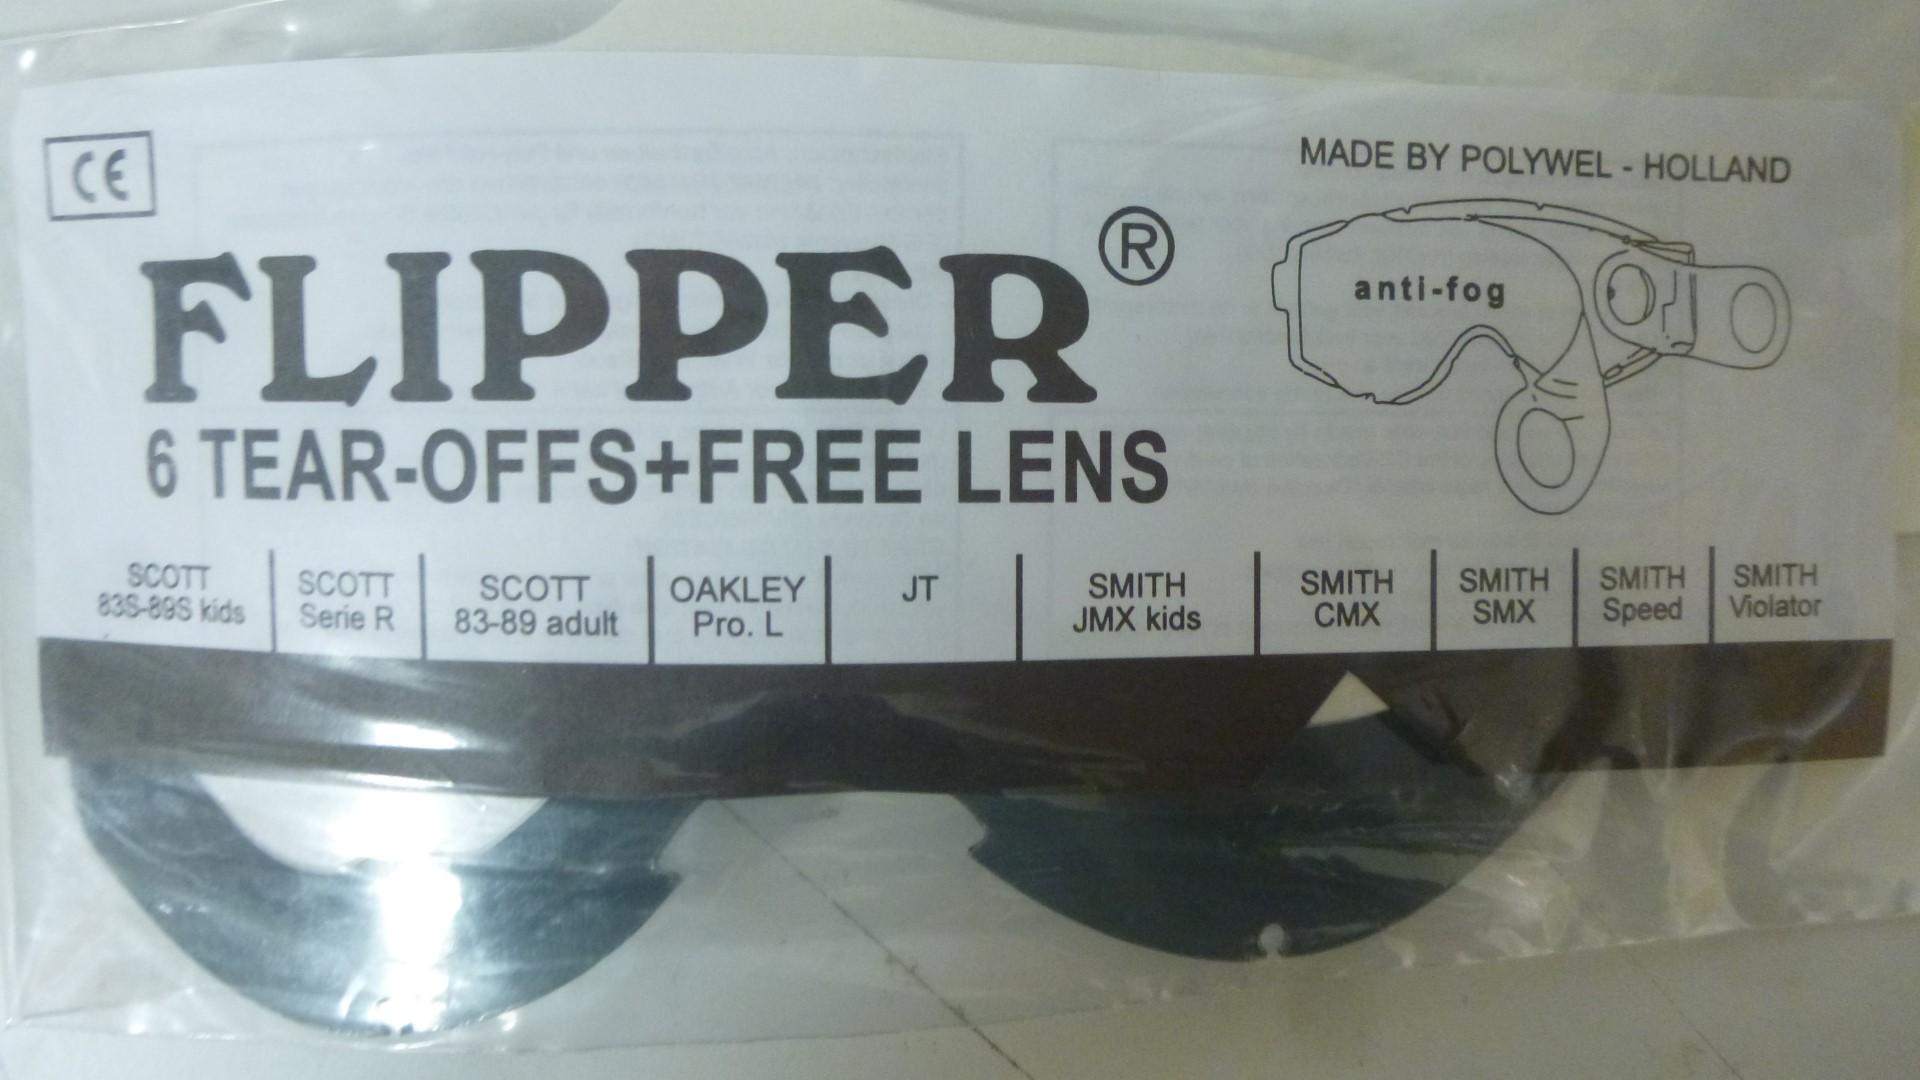 CE
MADE BY POLYWEL - HOLLAND
FLIPPER®
anti-fog
6 TEAR-OFFS+FREE LENS
SCOTT
83S-89S kids
SCOTT
Serie R
SCOTT
83-89 adult
OAKLEY
Pro. L
JT
SMITH
JMX kids
SMITH
CMX
SMITH
SMX
SMITH
Speed
SMITH
Violator